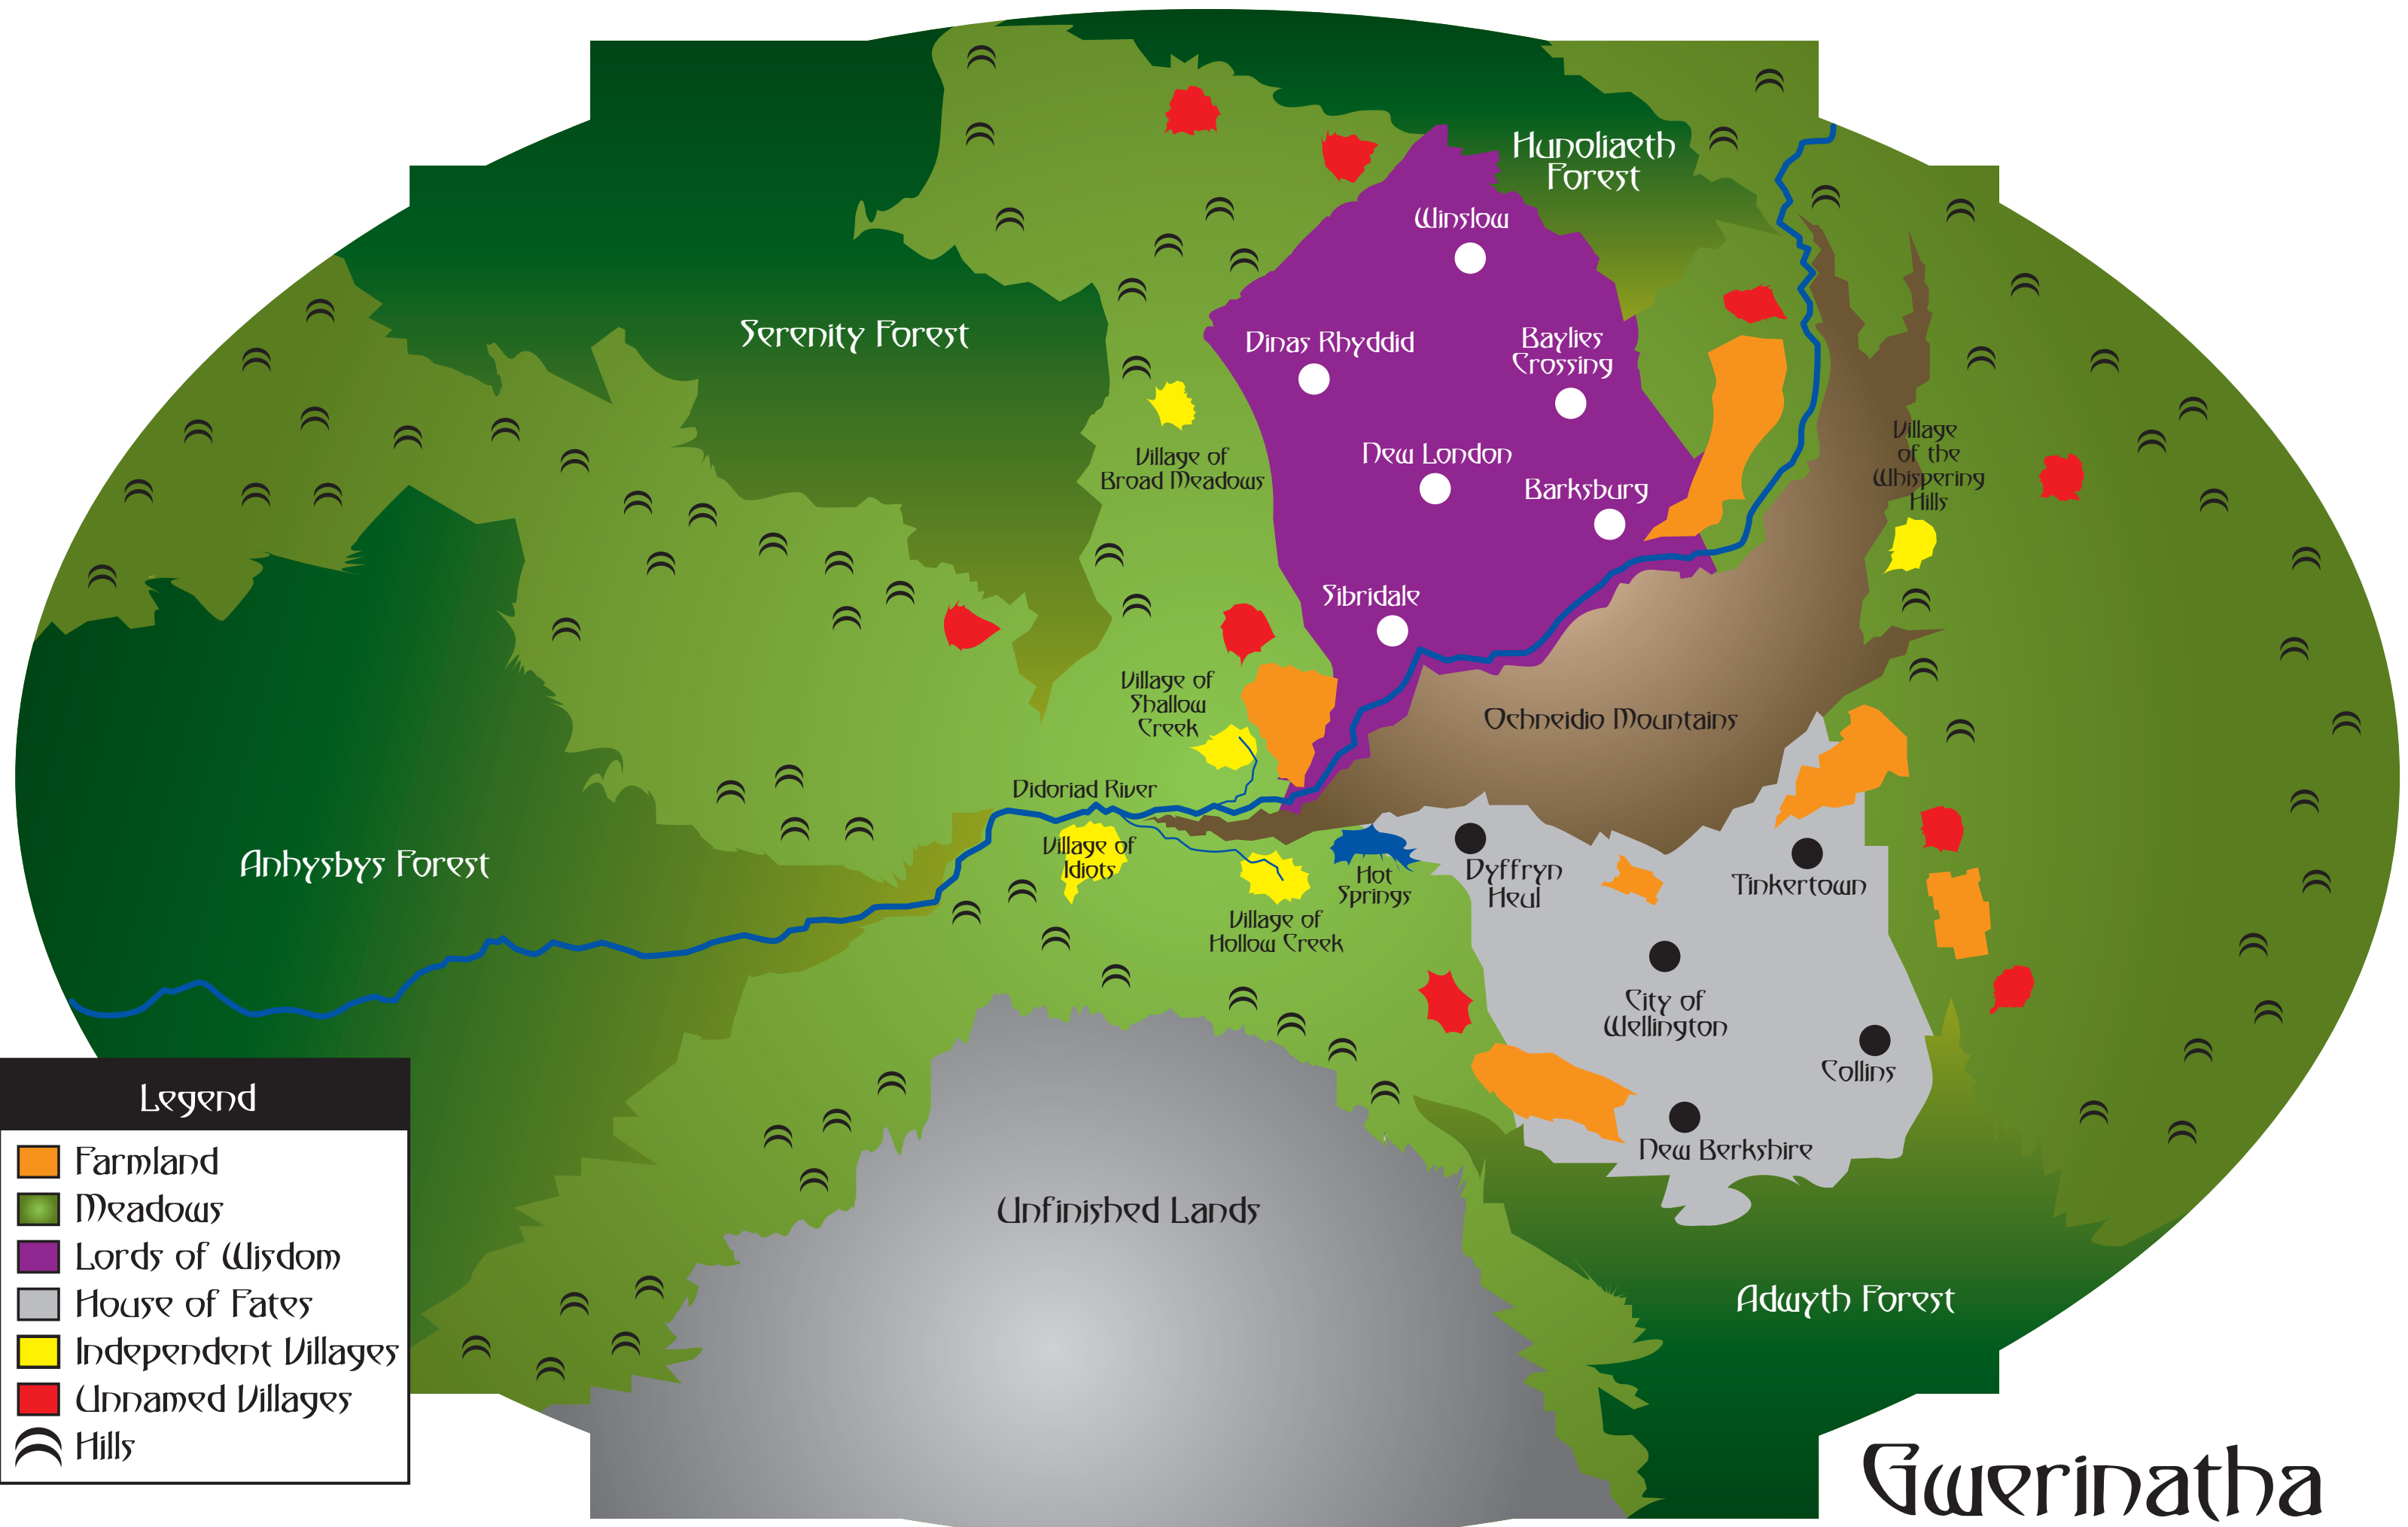 Hunoliaeth
Forest
Winslow
Serenity Forest
Dinas Rhyddid
Baylies
Crossing
Village of
Broad Meadows
New London
Barksburg
Village
of the
Whispering
Hills
Sibridale
Village of
Shallow
Creek
Ochneidio Mountains
Didoriad River
Anhysbys Forest
Village of
Idiots
Hot
Springs
Dyffryn
Heul
Tinkertown
Village of
Hollow Creek
City of
Wellington
Collins
New Berkshire
Unfinished Lands
Adwyth Forest
Legend
Farmland
Meadows
Lords of Wisdom
House of Fates
Independent Villages
Unnamed Villages
Hills
Gwerinatha